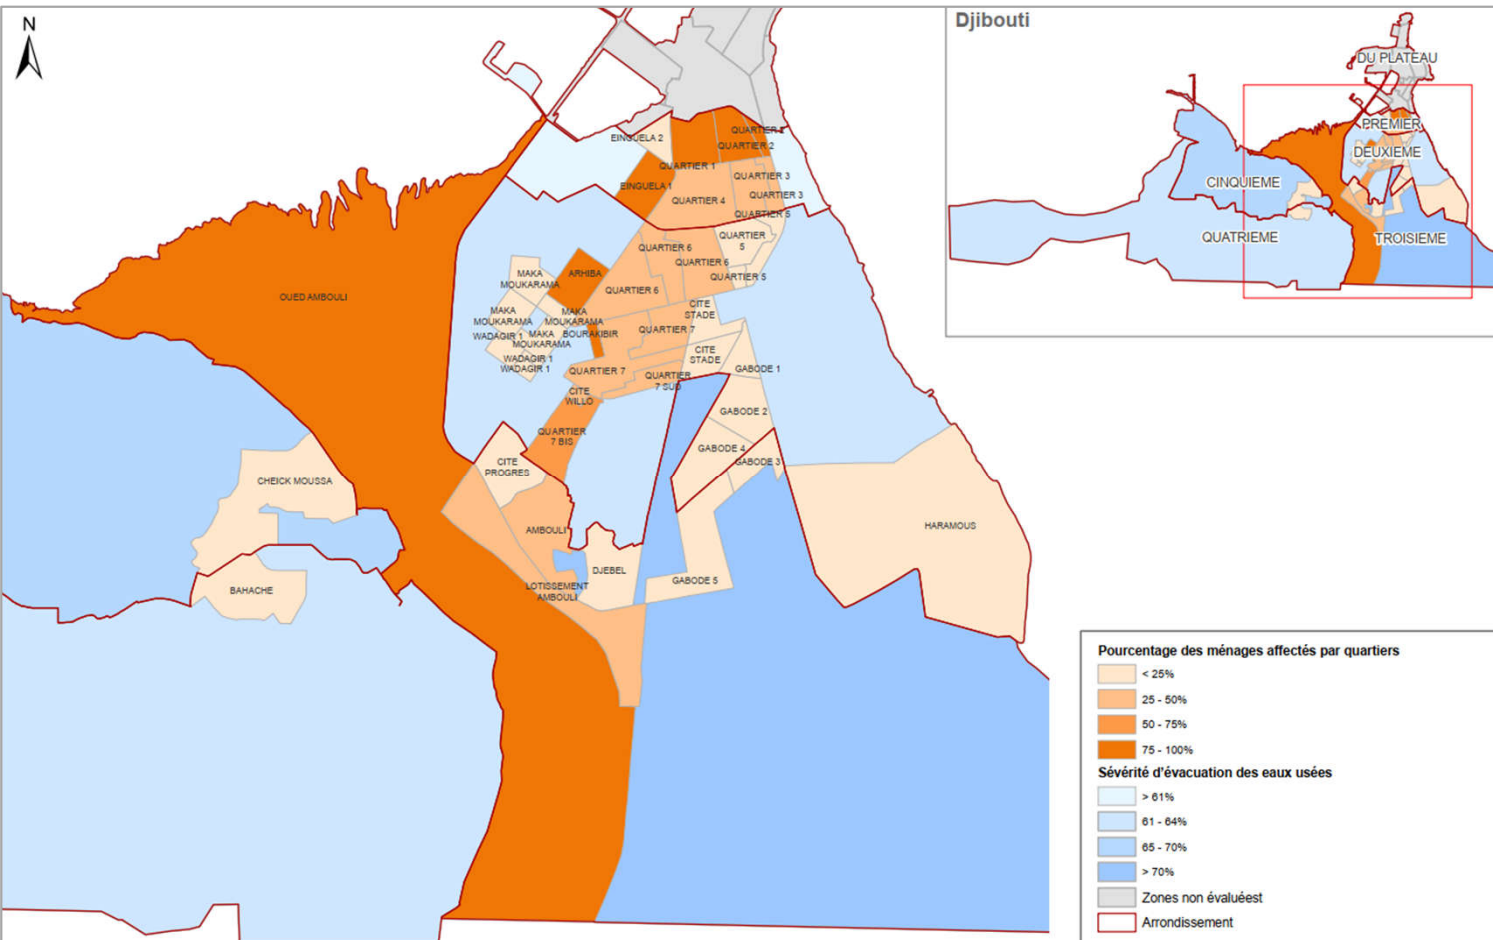 N
Djibouti
DU PLATEAU
PREMIER
DEUXIEME
CINQUIEME
QUATRIEME
TROISIEME
EINGUELA 2
QUARTIER 2
QUARTIER 2
QUARTIER 1
EINGUELA 1
QUARTIER 3
QUARTIER 3
QUARTIER 4
QUARTIER 5
QUARTIER
5
QUARTIER 6
QUARTIER 6
QUARTIER 5
QUARTIER 6
MAKA
MOUKARAMA
ARHIBA
OUED AMBOULI
MAKA
MOUKARAMA
MAKA
MOUKARAMA
CITE
STADE
WADAGIR 1
MAKA
MOUKARAMA
BOURAKIBIR
QUARTIER 7
WADAGIR 1
WADAGIR 1
QUARTIER 7
CITE
STADE
GABODE 1
QUARTIER
7 SUD
CITE
WILLO
GABODE 2
QUARTIER
7 BIS
GABODE 4
GABODE 3
CITE
PROGRES
CHEICK MOUSSA
HARAMOUS
AMBOULI
DJEBEL
GABODE 5
LOTISSEMENT
AMBOULI
BAHACHE
Pourcentage des ménages affectés par quartiers
< 25%
25 - 50%
50 - 75%
75 - 100%
Sévérité d'évacuation des eaux usées
> 61%
61 - 64%
65 - 70%
> 70%
Zones non évaluéest
Arrondissement